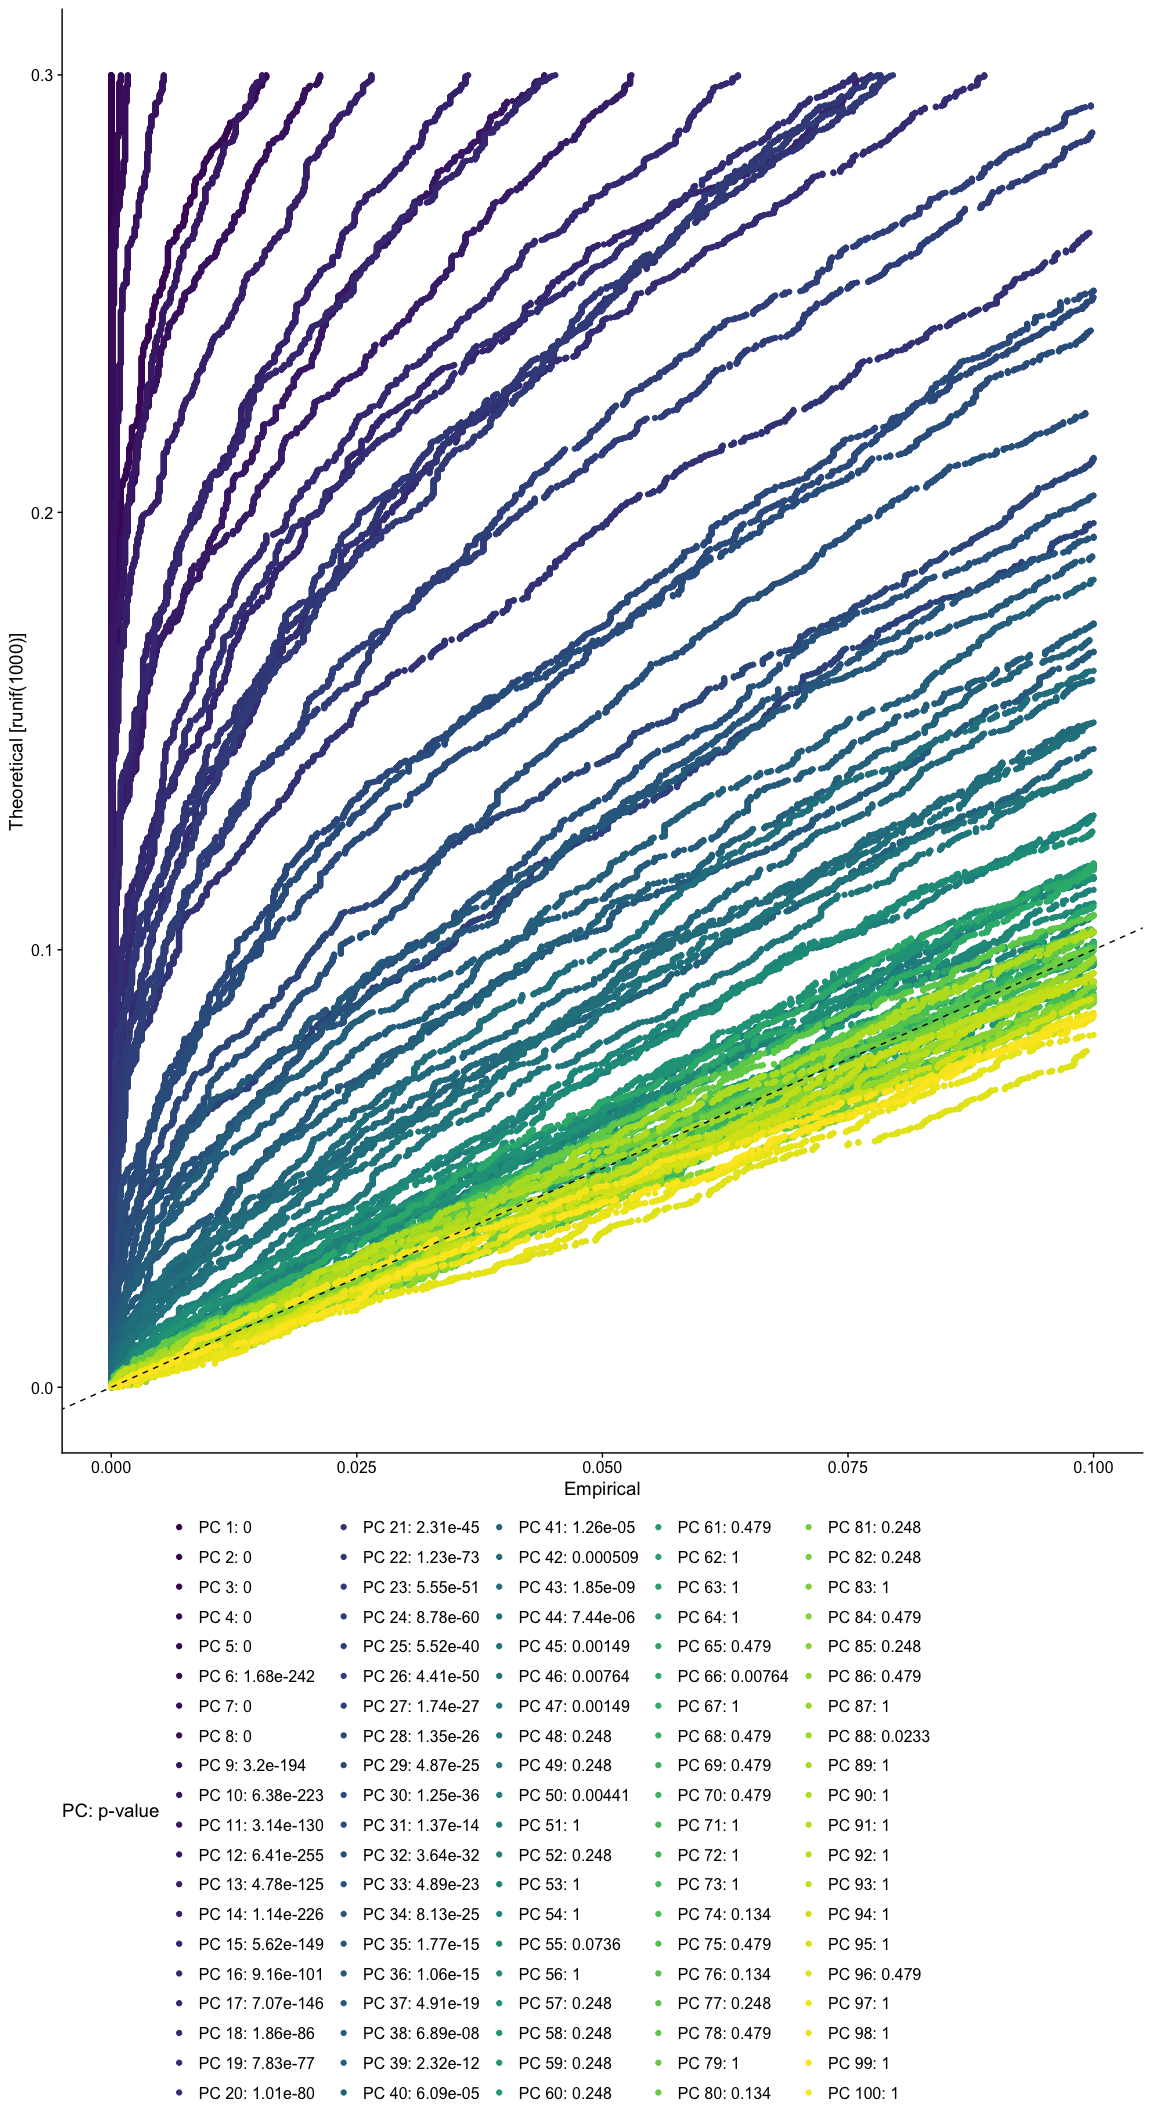 0.3
0.2
0.1
0.0
Theoretical [runif(1000)]
0.000 0.025 0.050 0.075 0.100
Empirical
PC: p-value
PC 1: 0 PC 21: 2.31e-45 PC 41: 1.26e-05 PC 61: 0.479 PC 81: 0.248
PC 2: 0 PC 22: 1.23e-73 PC 42: 0.000509 PC 62: 1 PC 82: 0.248
PC 3: 0 PC 23: 5.55e-51 PC 43: 1.85e-09 PC 63: 1 PC 83: 1
PC 4: 0 PC 24: 8.78e-60 PC 44: 7.44e-06 PC 64: 1 PC 84: 0.479
PC 5: 0 PC 25: 5.52e-40 PC 45: 0.00149 PC 65: 0.479 PC 85: 0.248
PC 6: 1.68e-242 PC 26: 4.41e-50 PC 46: 0.00764 PC 66: 0.00764 PC 86: 0.479
PC 7: 0 PC 27: 1.74e-27 PC 47: 0.00149 PC 67: 1 PC 87: 1
PC 8: 0 PC 28: 1.35e-26 PC 48: 0.248 PC 68: 0.479 PC 88: 0.0233
PC 9: 3.2e-194 PC 29: 4.87e-25 PC 49: 0.248 PC 69: 0.479 PC 89: 1
PC 10: 6.38e-223 PC 30: 1.25e-36 PC 50: 0.00441 PC 70: 0.479 PC 90: 1
PC 11: 3.14e-130 PC 31: 1.37e-14 PC 51: 1 PC 71: 1 PC 91: 1
PC 12: 6.41e-255 PC 32: 3.64e-32 PC 52: 0.248 PC 72: 1 PC 92: 1
PC 13: 4.78e-125 PC 33: 4.89e-23 PC 53: 1 PC 73: 1 PC 93: 1
PC 14: 1.14e-226 PC 34: 8.13e-25 PC 54: 1 PC 74: 0.134 PC 94: 1
PC 15: 5.62e-149 PC 35: 1.77e-15 PC 55: 0.0736 PC 75: 0.479 PC 95: 1
PC 16: 9.16e-101 PC 36: 1.06e-15 PC 56: 1 PC 76: 0.134 PC 96: 0.479
PC 17: 7.07e-146 PC 37: 4.91e-19 PC 57: 0.248 PC 77: 0.248 PC 97: 1
PC 18: 1.86e-86 PC 38: 6.89e-08 PC 58: 0.248 PC 78: 0.479 PC 98: 1
PC 19: 7.83e-77 PC 39: 2.32e-12 PC 59: 0.248 PC 79: 1 PC 99: 1
PC 20: 1.01e-80 PC 40: 6.09e-05 PC 60: 0.248 PC 80: 0.134 PC 100: 1